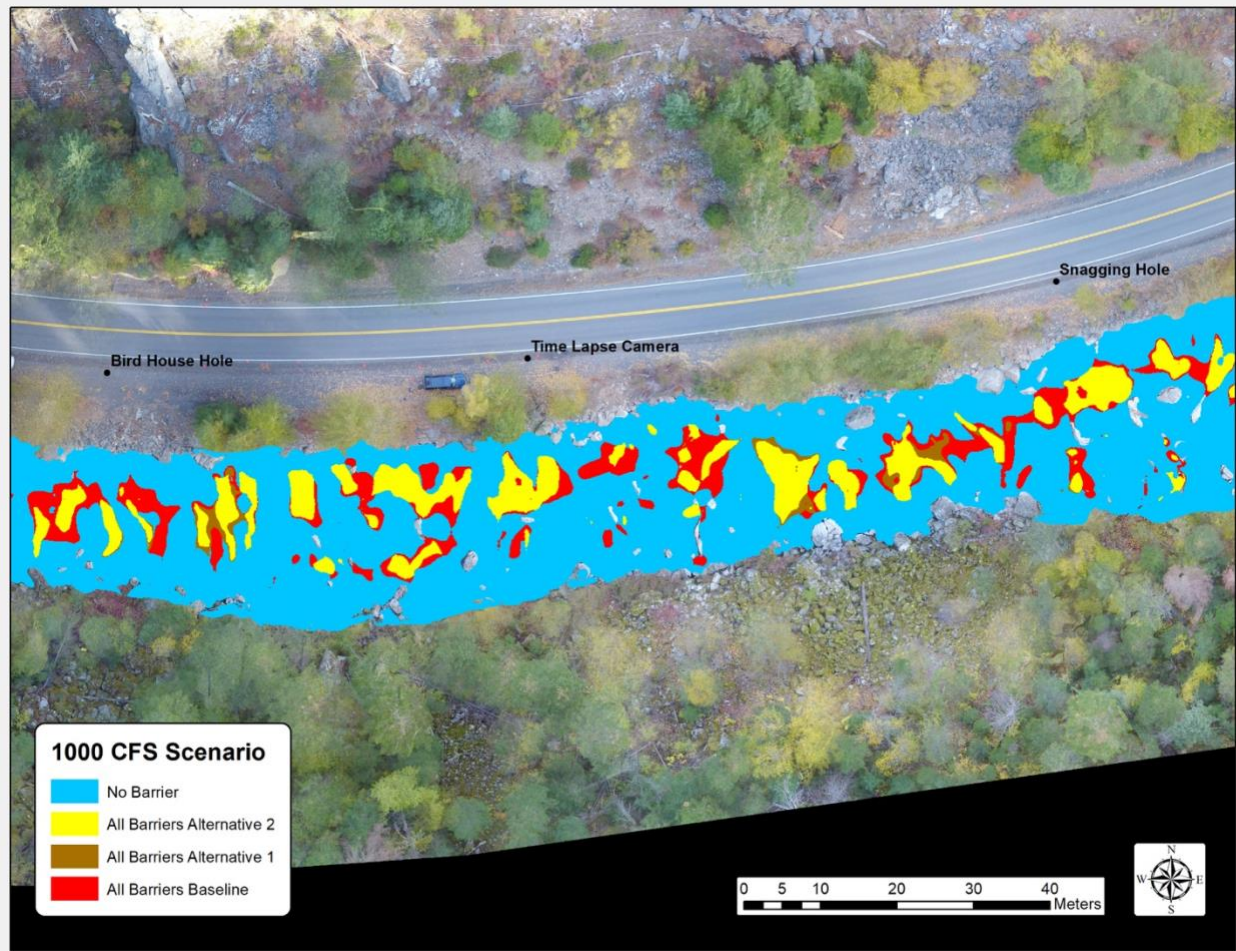 Snagging Hole
Time Lapse Camera
Bird House Hole
1000 CFS Scenario
No Barrier
All Barriers Alternative 2
All Barriers Alternative 1
All Barriers Baseline
0 5 10 20 30 40
Meters
N
W E
S